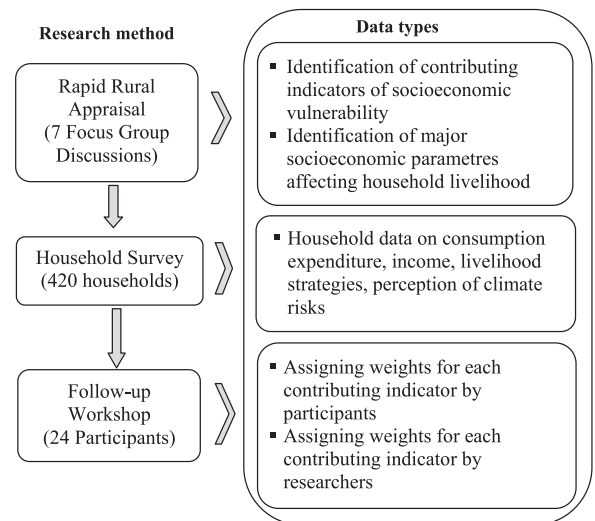 Research method
Data types
Rapid Rural
Appraisal
(7 Focus Group
Discussions)
▪ Identification of contributing
indicators of socioeconomic
vulnerability
▪ Identification of major
socioeconomic parametres
affecting household livelihood
Household Survey
(420 households)
▪ Household data on consumption
expenditure, income, livelihood
strategies, perception of climate
risks
Follow-up
Workshop
(24 Participants)
▪ Assigning weights for each
contributing indicator by
participants
▪ Assigning weights for each
contributing indicator by
researchers